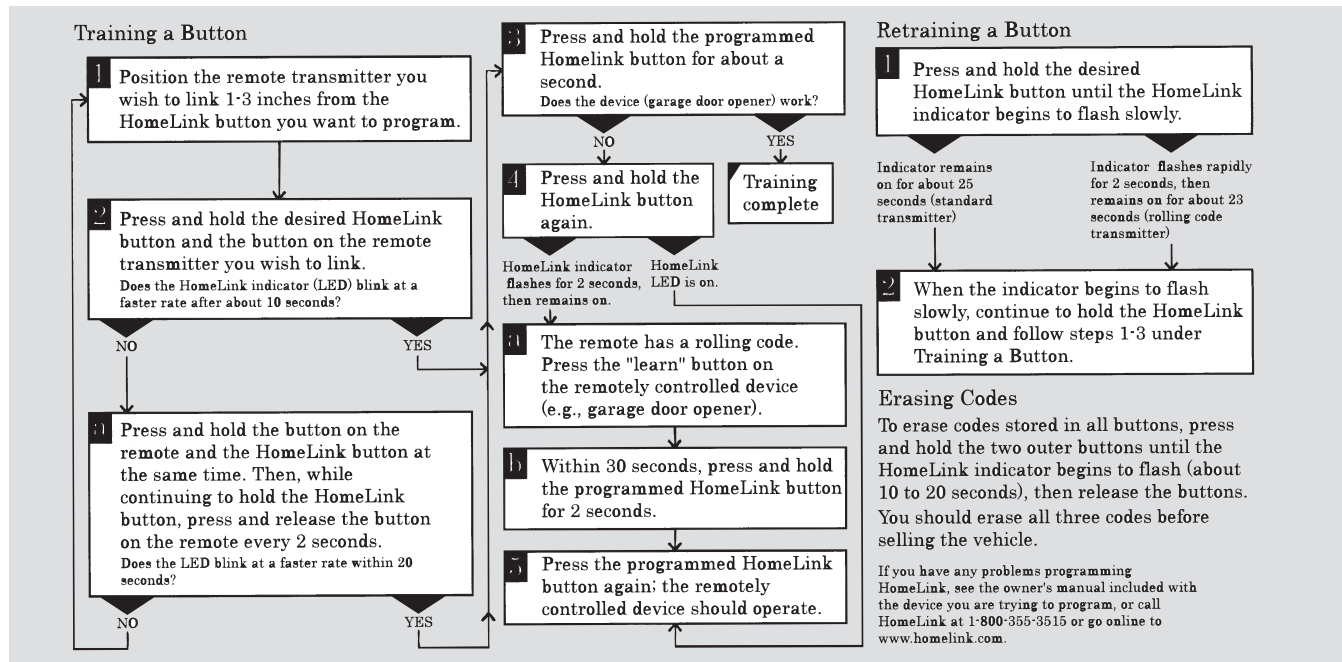 Training a Button
1
Position the remote transmitter you
wish to link 1-3 inches from the
HomeLink button you want to program.
2
Press and hold the desired HomeLink
button and the button on the remote
transmitter you wish to link.
Does the HomeLink indicator (LED) blink at a
faster rate after about 10 seconds?
NO
YES
a
Press and hold the button on the
remote and the HomeLink button at
the same time. Then, while
continuing to hold the HomeLink
button, press and release the button
on the remote every 2 seconds.
Does the LED blink at a faster rate within 20
seconds?
NO
YES
3
Press and hold the programmed
Homelink button for about a
second.
Does the device (garage door opener) work?
NO
YES
4
Press and hold the
HomeLink button
again.
Training
complete
HomeLink indicator
flashes for 2 seconds,
then remains on.
HomeLink
LED is on.
a
The remote has a rolling code.
Press the "learn" button on
the remotely controlled device
(e.g., garage door opener).
b
Within 30 seconds, press and hold
the programmed HomeLink button
for 2 seconds.
5
Press the programmed HomeLink
button again; the remotely
controlled device should operate.
Retraining a Button
1
Press and hold the desired
HomeLink button until the HomeLink
indicator begins to flash slowly.
Indicator remains
on for about 25
seconds (standard
transmitter)
Indicator flashes rapidly
for 2 seconds, then
remains on for about 23
seconds (rolling code
transmitter)
2
When the indicator begins to flash
slowly, continue to hold the HomeLink
button and follow steps 1-3 under
Training a Button.
Erasing Codes
To erase codes stored in all buttons, press
and hold the two outer buttons until the
HomeLink indicator begins to flash (about
10 to 20 seconds), then release the buttons.
You should erase all three codes before
selling the vehicle.
If you have any problems programming
HomeLink, see the owner's manual included with
the device you are trying to program, or call
HomeLink at 1-800-355-3515 or go online to
www.homelink.com.